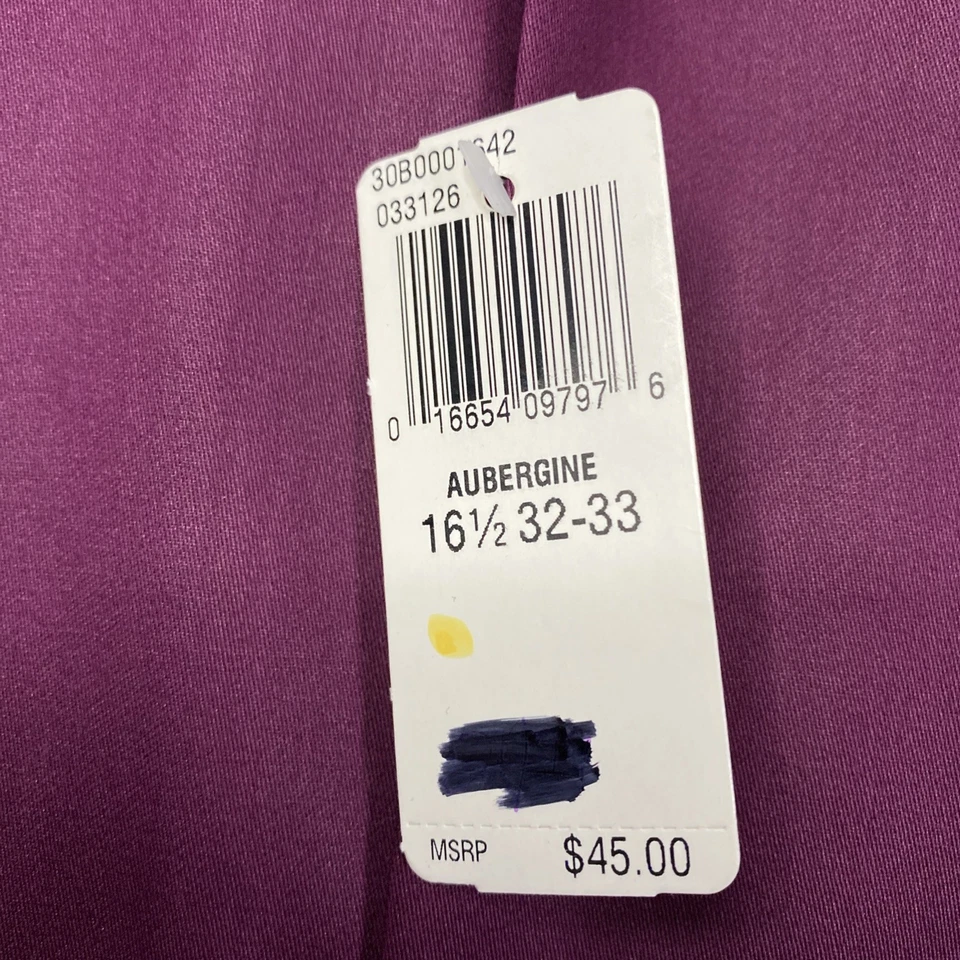 033126
0 16654 09797 6
AUBERGINE
16½ 32-33
MSRP $45.00